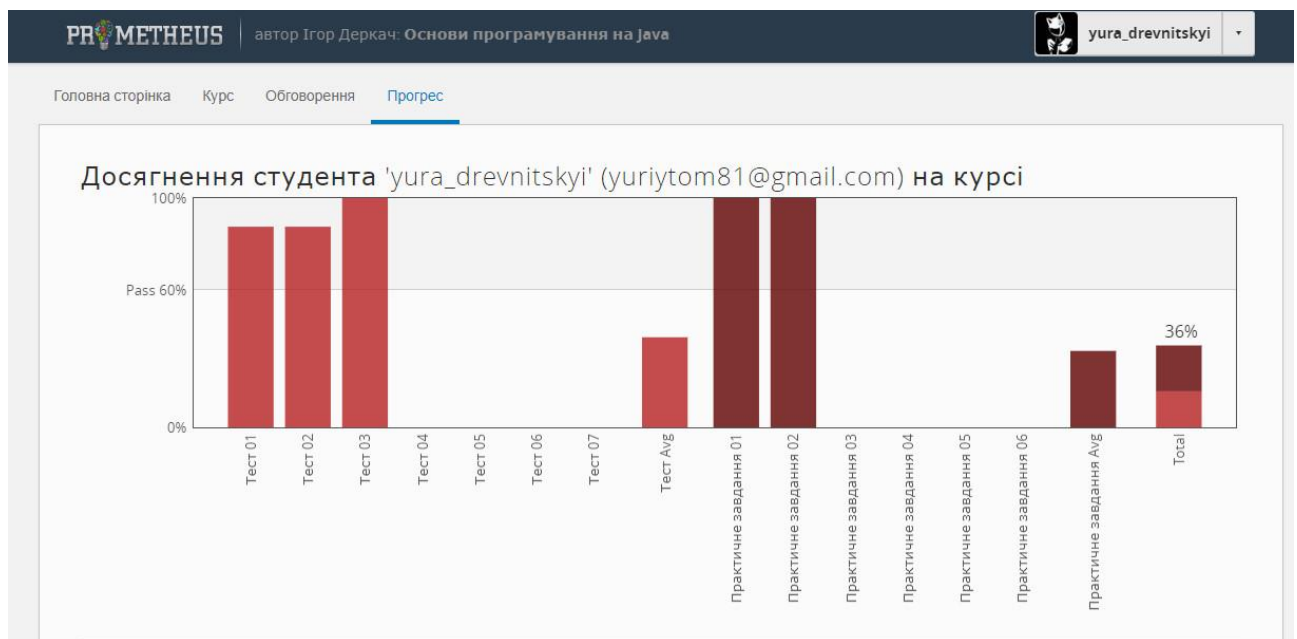 PROMETHEUS автор Ігор Деркач: Основи програмування на Java
yura_drevnitskyi
Головна сторінка Курс Обговорення Прогрес
Досягнення студента 'yura_drevnitskyi' (yuriytom81@gmail.com) на курсі
100%
Pass 60%
0%
36%
Тест 01
Тест 02
Тест 03
Тест 04
Тест 05
Тест 06
Тест 07
Тест Avg
Практичне завдання 01
Практичне завдання 02
Практичне завдання 03
Практичне завдання 04
Практичне завдання 05
Практичне завдання 06
Практичне завдання Avg
Total